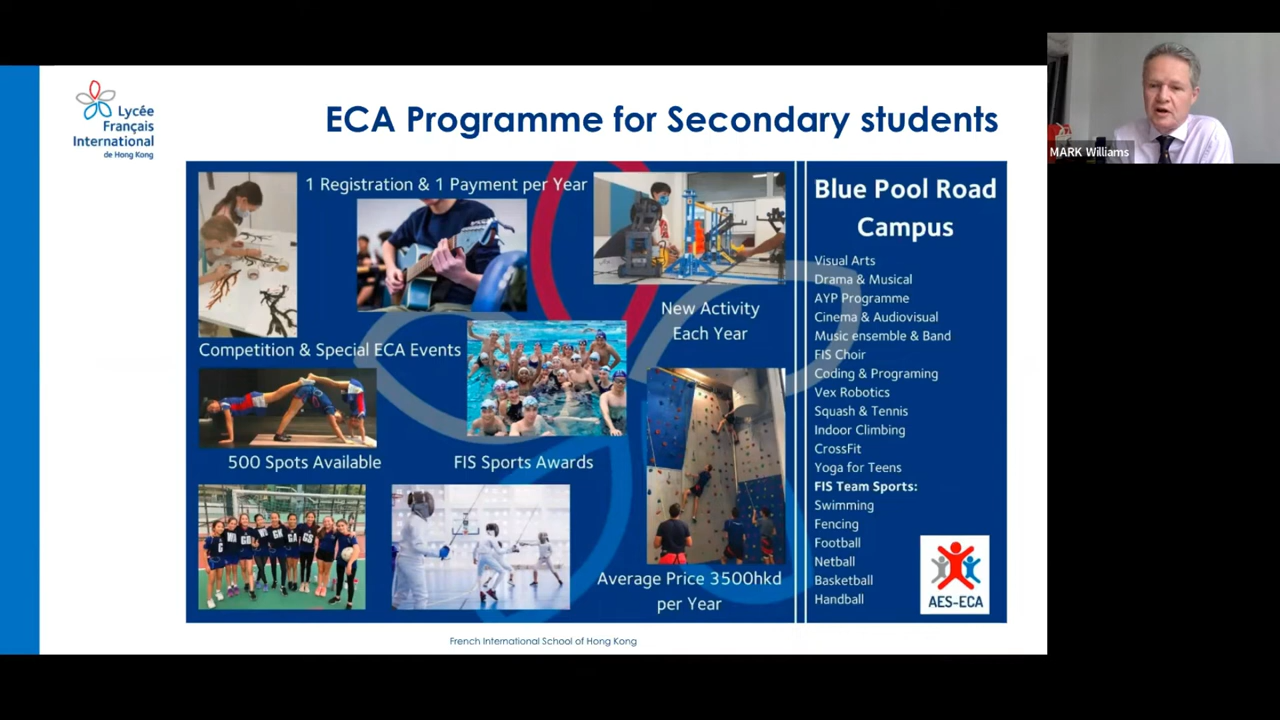 Lycée
Français
International
de Hong Kong
ECA Programme for Secondary students
1 Registration & 1 Payment per Year
New Activity
Each Year
Competition & Special ECA Events
500 Spots Available
FIS Sports Awards
Average Price 3500hkd
per Year
Blue Pool Road
Campus
Visual Arts
Drama & Musical
AYP Programme
Cinema & Audiovisual
Music ensemble & Band
FIS Choir
Coding & Programing
Vex Robotics
Squash & Tennis
Indoor Climbing
CrossFit
Yoga for Teens
FIS Team Sports:
Swimming
Fencing
Football
Netball
Basketball
Handball
AES-ECA
French International School of Hong Kong
MARK Williams